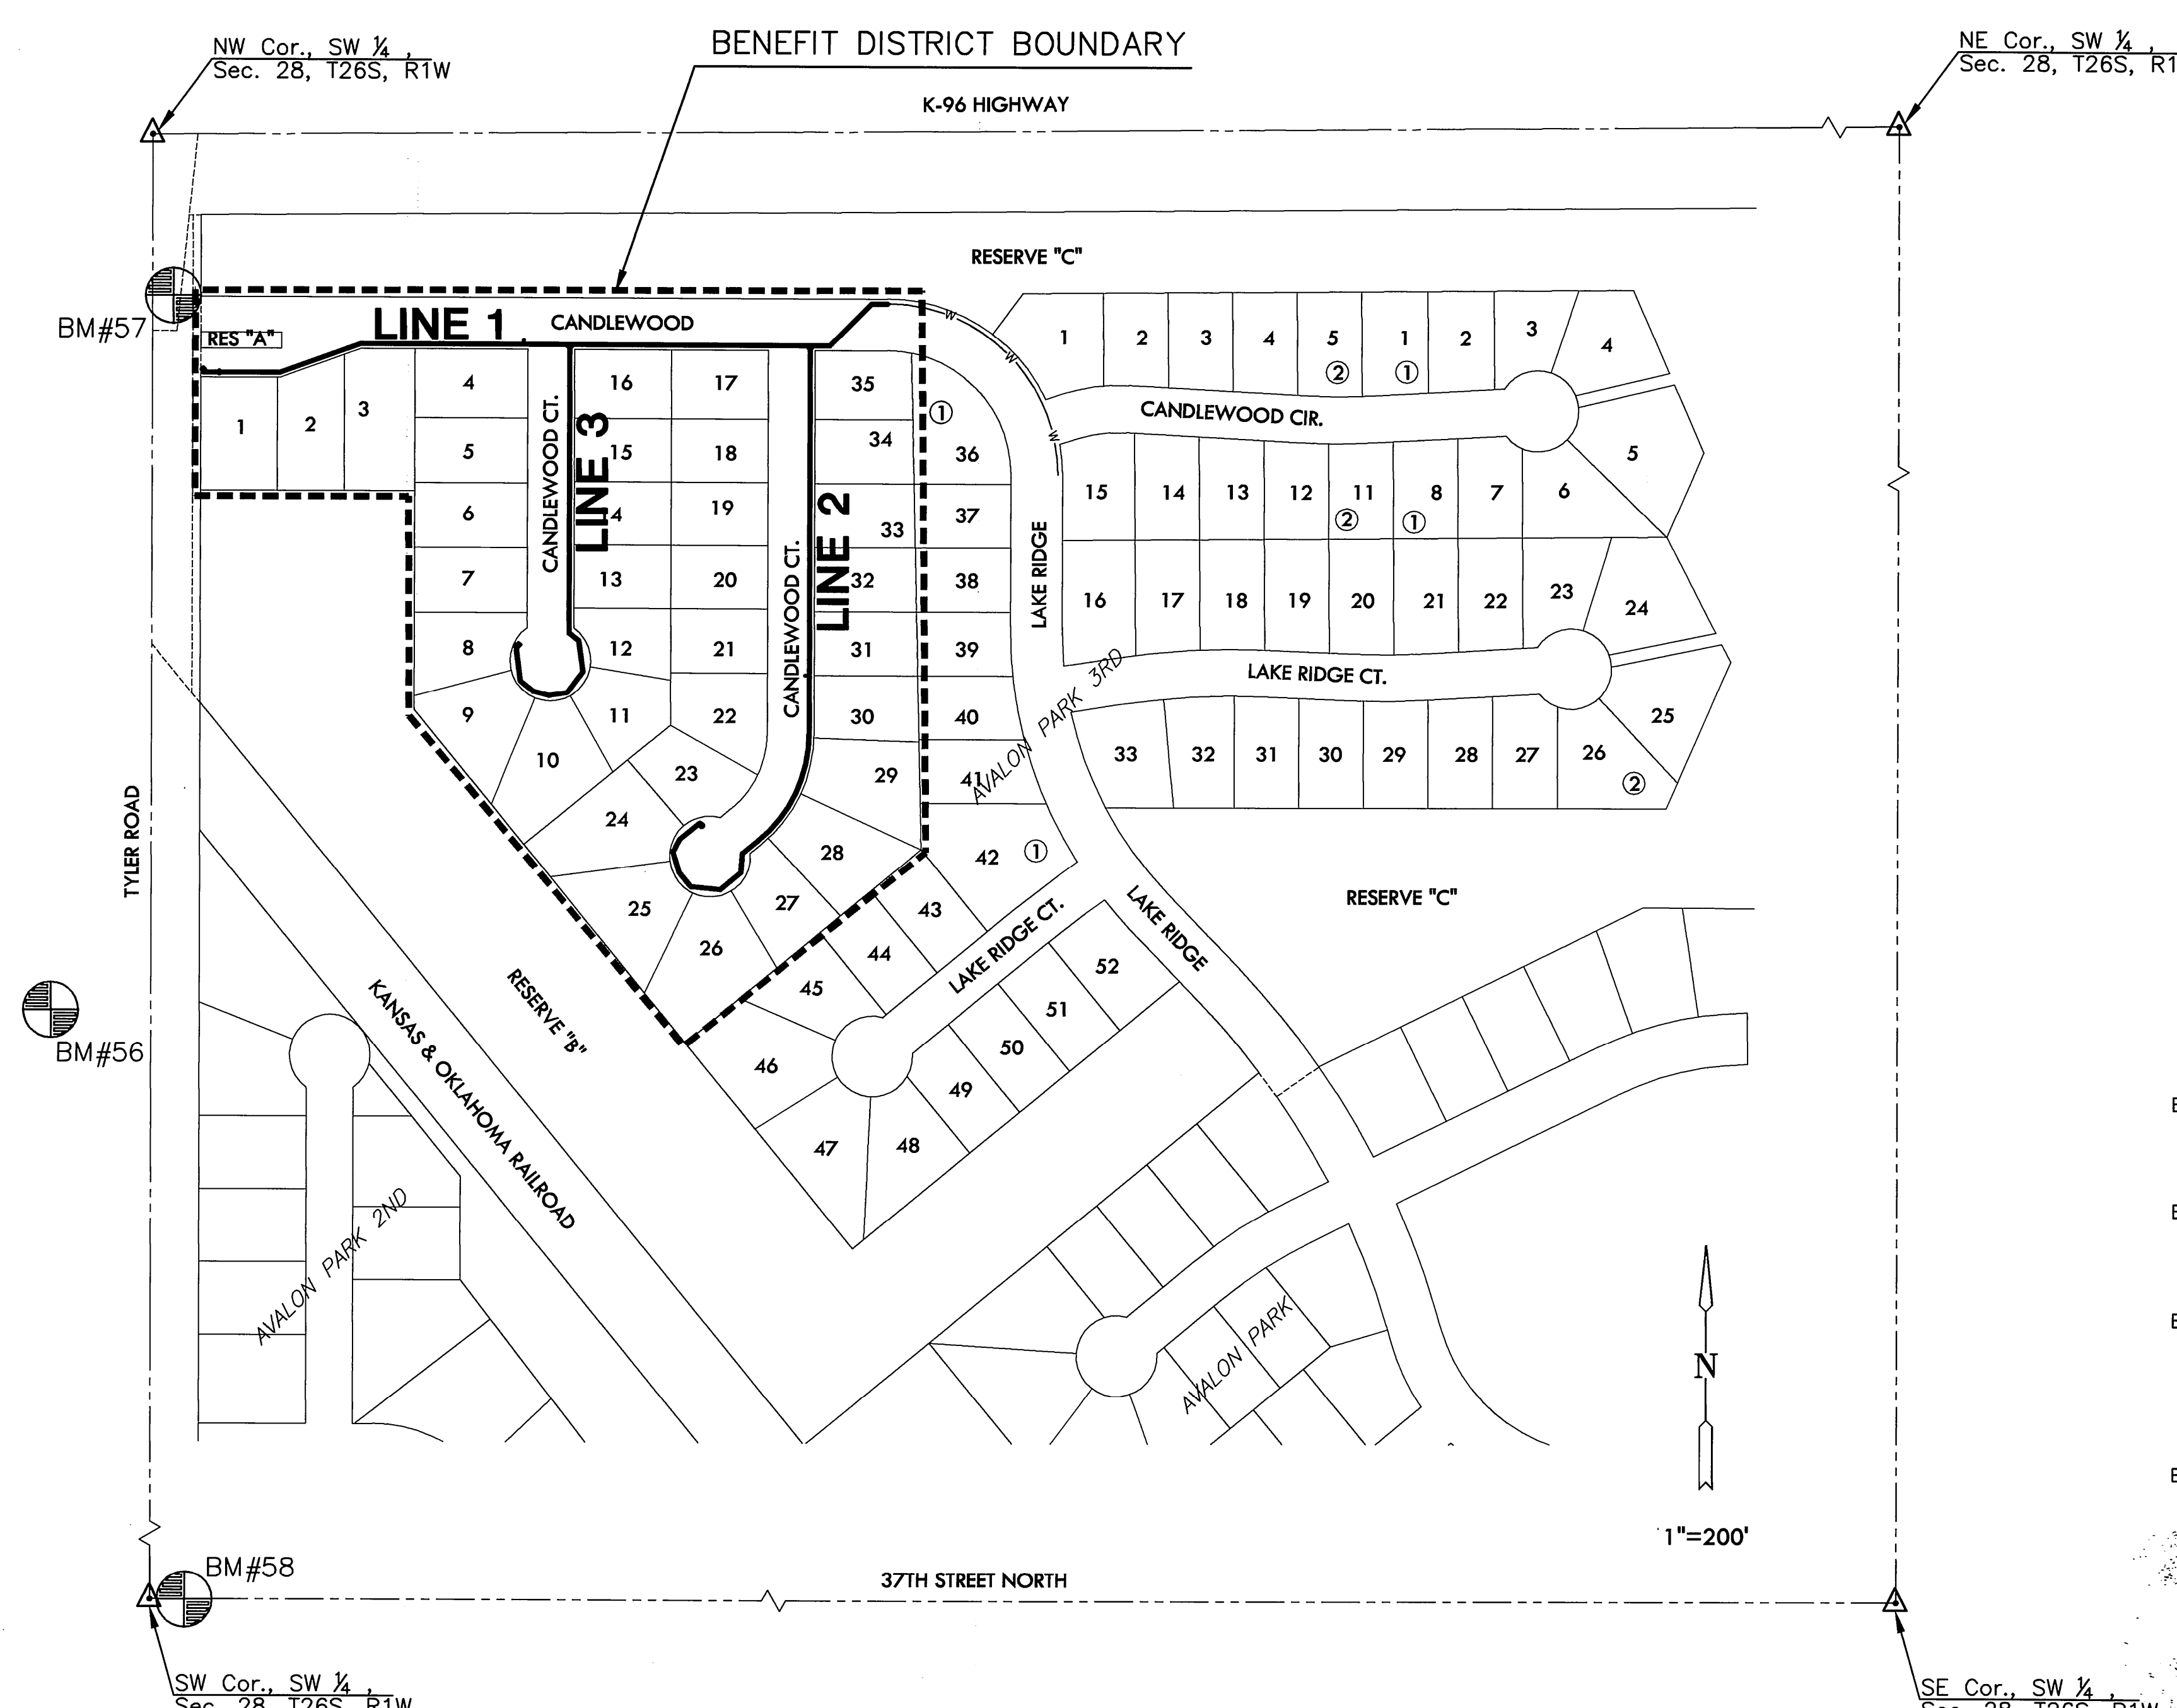 BENEFIT DISTRICT BOUNDARY
NW Cor., SW ¼ ,
Sec. 28, T26S, R1W
NE Cor., SW ¼ ,
Sec. 28, T26S, R1
K-96 HIGHWAY
RESERVE "C"
BM#57
RES "A"
LINE 1
CANDLEWOOD
W
W
W
1 2 3 4 5 1 2 3 4
② ①
1 2 3
4 16 17 35
①
CANDLEWOOD CIR.
5 15 18 34 36
5
CANDLEWOOD CT.
LINE 3
6 14 19 33 37
LINE 2
15 14 13 12 11 8 7 6
② ①
7 13 20 32 38
CANDLEWOOD CT.
LAKE RIDGE
16 17 18 19 20 21 22 23 24
8 12 21 31 39
AVALON PARK 3RD
LAKE RIDGE CT.
9 11 22 30 40
25
10 23 29 41
33 32 31 30 29 28 27 26
②
24 28 42 ①
TYLER ROAD
25 27 43
LAKE RIDGE
RESERVE "C"
26 44
LAKE RIDGE CT.
45 52
RESERVE "B"
51
KANSAS & OKLAHOMA RAILROAD
BM#56
46 50
49
47 48
AVALON PARK 2ND
AVALON PARK
N
1"=200'
BM#58
37TH STREET NORTH
SW Cor., SW ¼ ,
Sec. 28, T26S, R1W
SE Cor., SW ¼ ,
Sec. 28, T26S, R1W